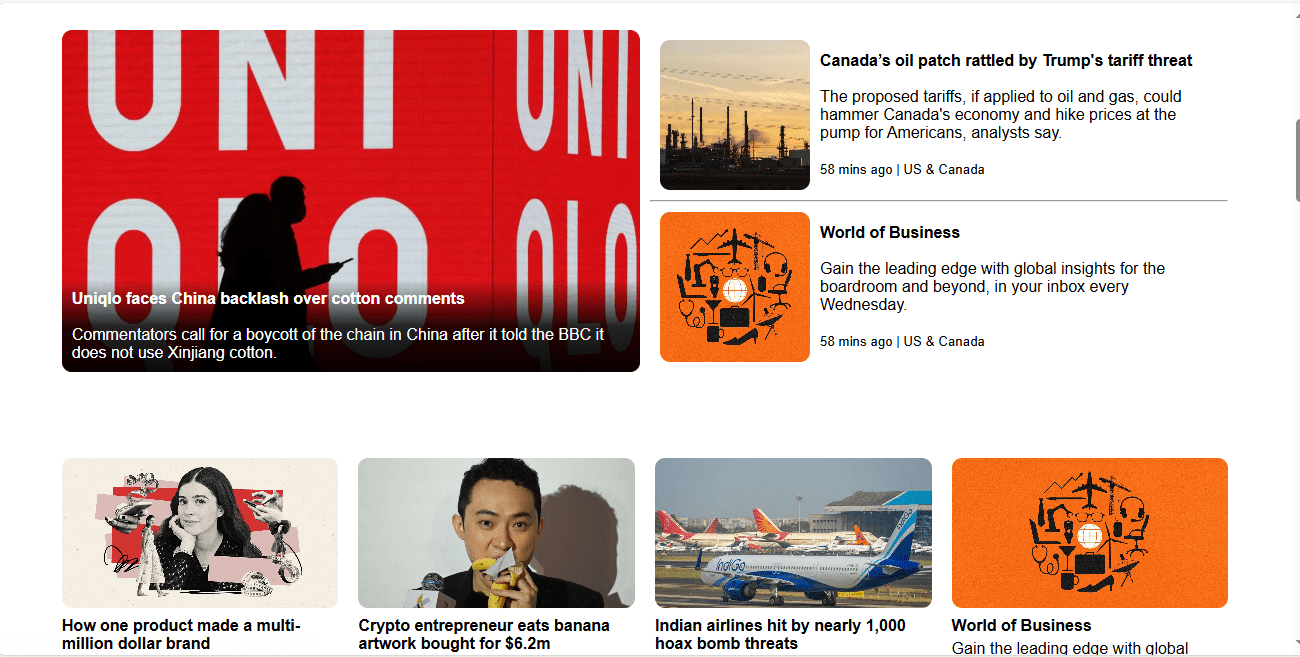 UNI
UNI
QLO
QLO
Uniqlo faces China backlash over cotton comments
Commentators call for a boycott of the chain in China after it told the BBC it
does not use Xinjiang cotton.
Canada’s oil patch rattled by Trump's tariff threat
The proposed tariffs, if applied to oil and gas, could
hammer Canada's economy and hike prices at the
pump for Americans, analysts say.
58 mins ago | US & Canada
World of Business
Gain the leading edge with global insights for the
boardroom and beyond, in your inbox every
Wednesday.
58 mins ago | US & Canada
IndiGo
IndiGo
How one product made a multi-
million dollar brand
Crypto entrepreneur eats banana
artwork bought for $6.2m
Indian airlines hit by nearly 1,000
hoax bomb threats
World of Business
Gain the leading edge with global